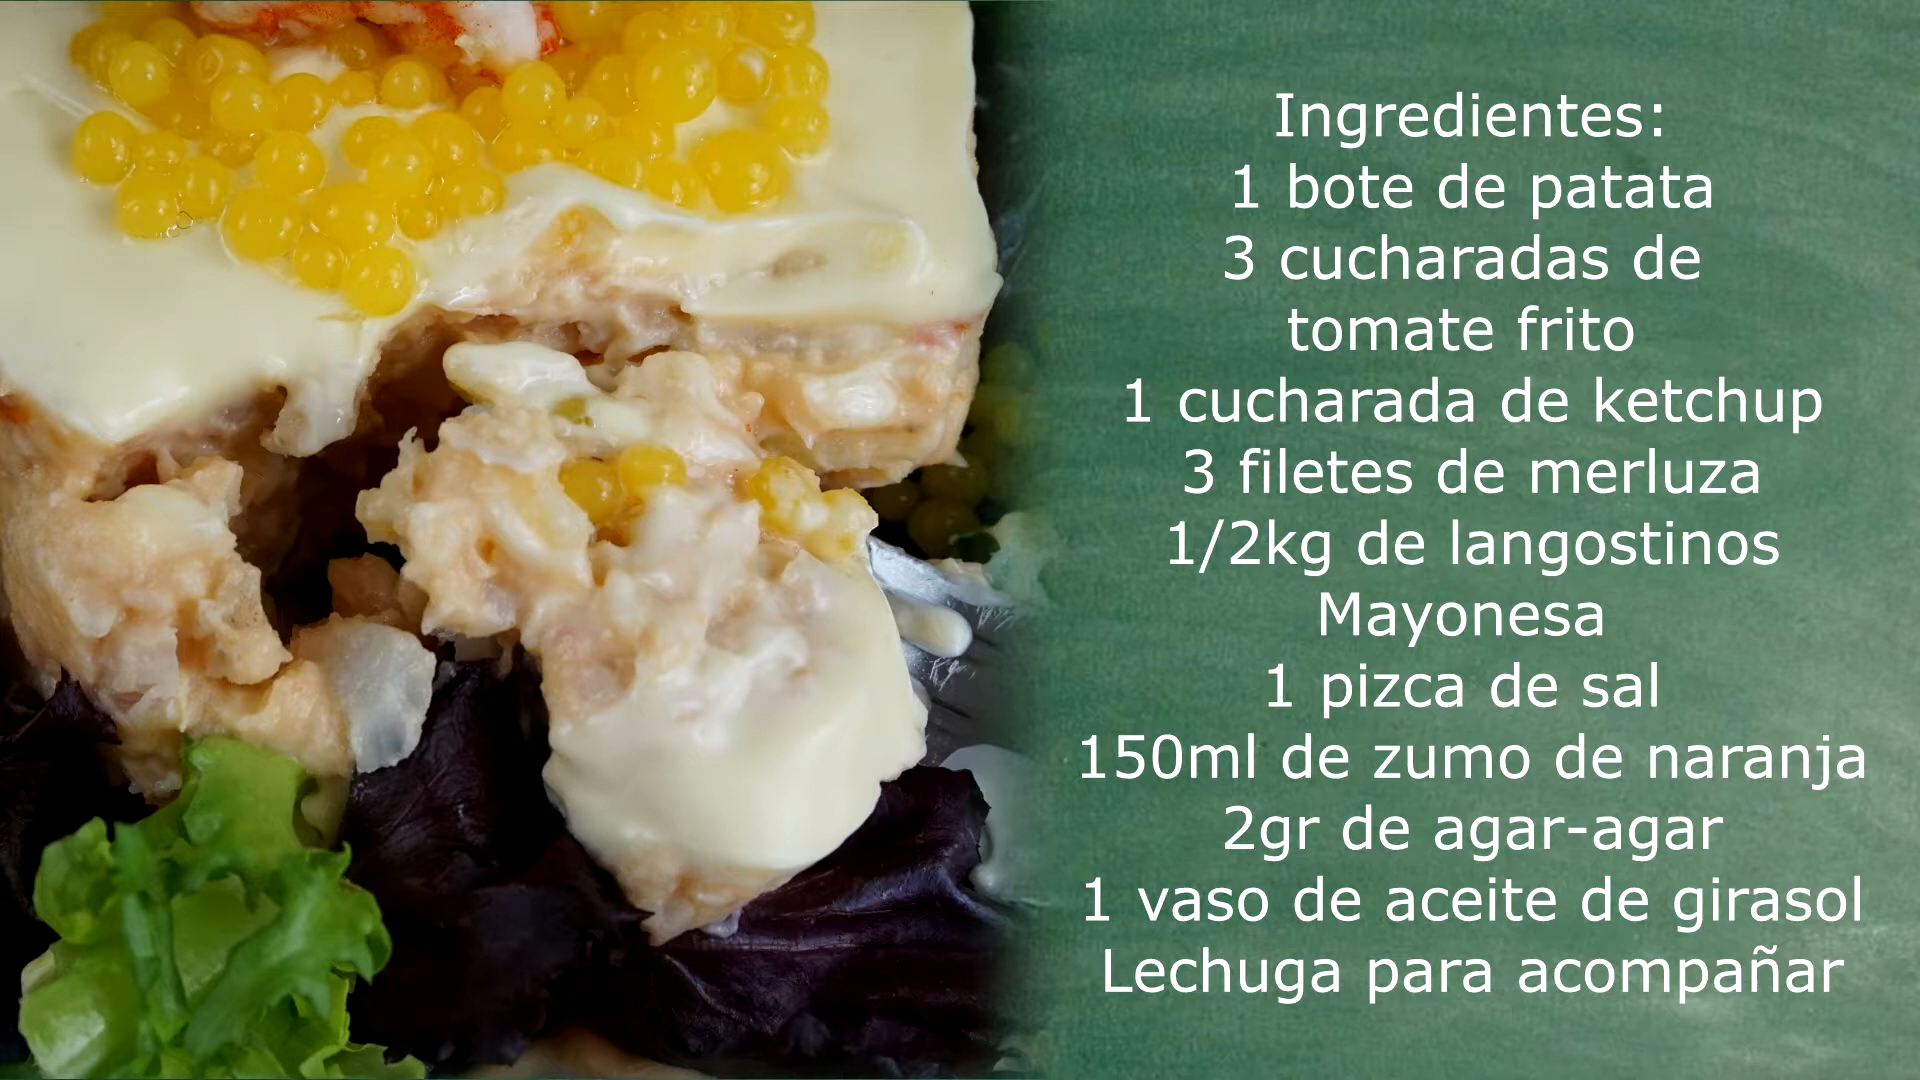 Ingredientes:
1 bote de patata
3 cucharadas de
tomate frito
1 cucharada de ketchup
3 filetes de merluza
1/2kg de langostinos
Mayonesa
1 pizca de sal
150ml de zumo de naranja
2gr de agar-agar
1 vaso de aceite de girasol
Lechuga para acompañar